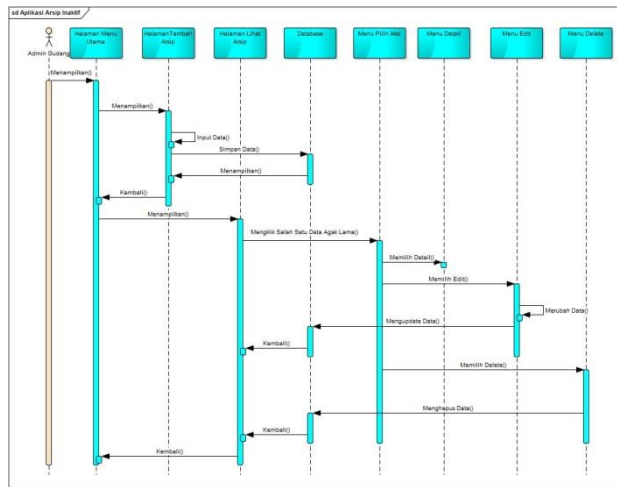 sd Aplikasi Arsip Inaktif
Admin Gudang
Halaman Menu
Utama
HalamanTambah
Arsip
Halaman Lihat
Arsip
Database
Menu Pilih Aksi
Menu Detail
Menu Edit
Menu Delete
Menampilkan()
Menampilkan()
Input Data()
Simpan Data()
Menampilkan()
Kembali()
Menampilkan()
Mengklik Salah Satu Data Agak Lama()
Memilih Detail()
Memilih Edit()
Merubah Data()
Mengupdate Data()
Kembali()
Memilih Delete()
Menghapus Data()
Kembali()
Kembali()